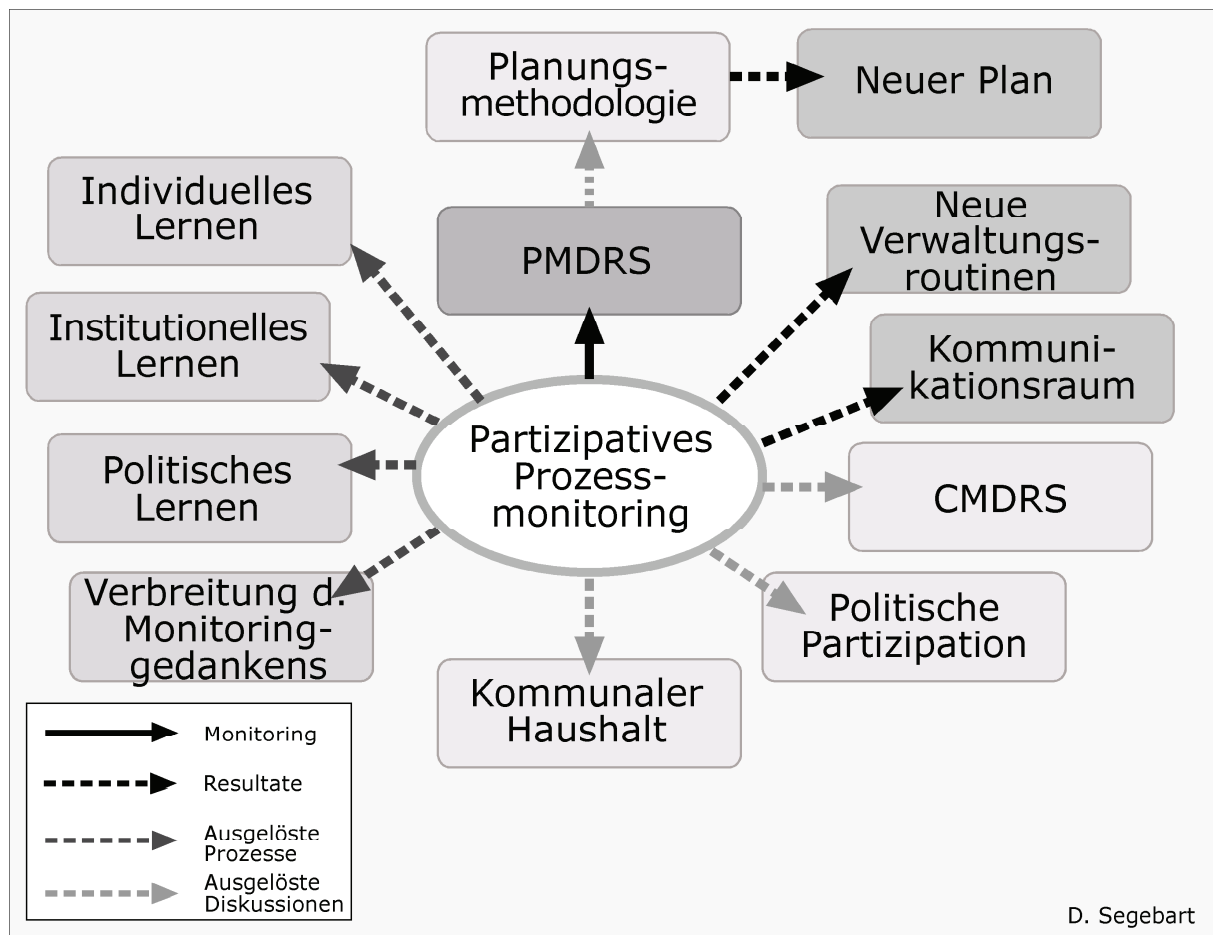 Planungs-
methodologie
Neuer Plan
Individuelles
Lernen
PMDRS
Neue
Verwaltungs-
routinen
Institutionelles
Lernen
Kommuni-
kationsraum
Partizipatives
Prozess-
monitoring
Politisches
Lernen
CMDRS
Verbreitung d.
Monitoring-
gedankens
Politische
Partizipation
Kommunaler
Haushalt
Monitoring
Resultate
Ausgelöste
Prozesse
Ausgelöste
Diskussionen
D. Segebart